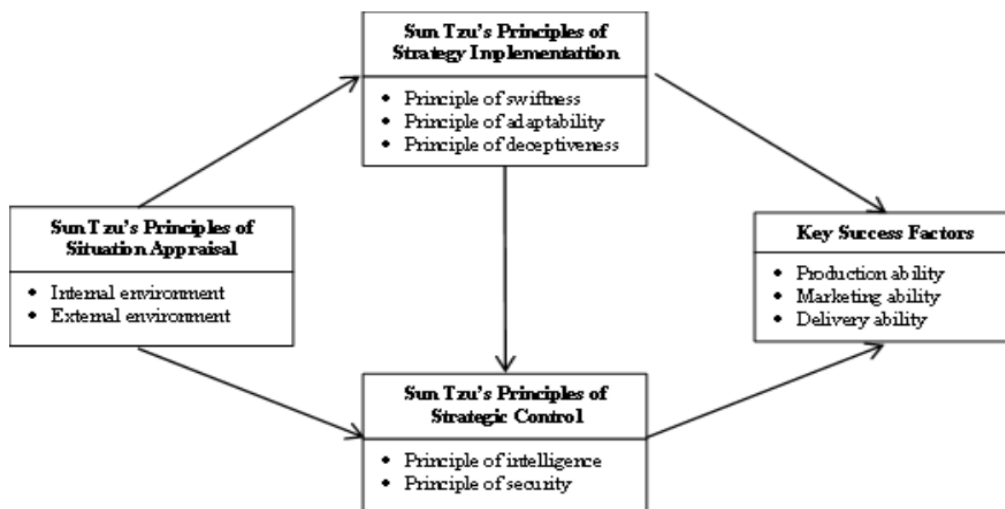 Sun Tzu's Principles of
Strategy Implementattion
• Principle of swiftness
• Principle of adaptability
• Principle of deceptiveness
Sun Tzu's Principles of
Situation Appraisal
• Internal environment
• External environment
Key Success Factors
• Production ability
• Marketing ability
• Delivery ability
Sun Tzu's Principles of
Strategic Control
• Principle of intelligence
• Principle of security